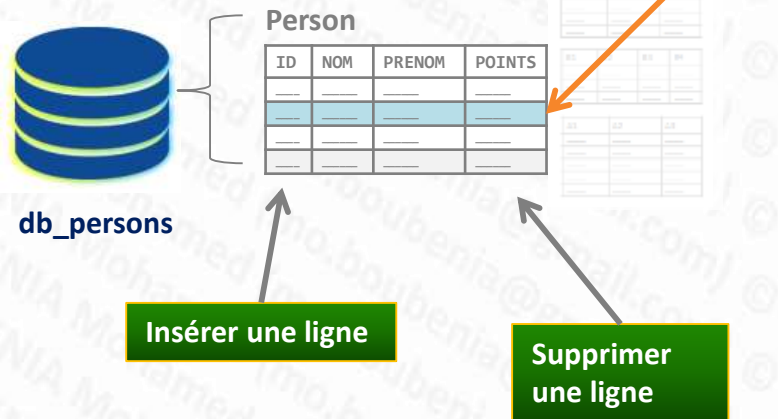 Person
ID NOM PRENOM POINTS
db_persons
Insérer une ligne
Supprimer
une ligne